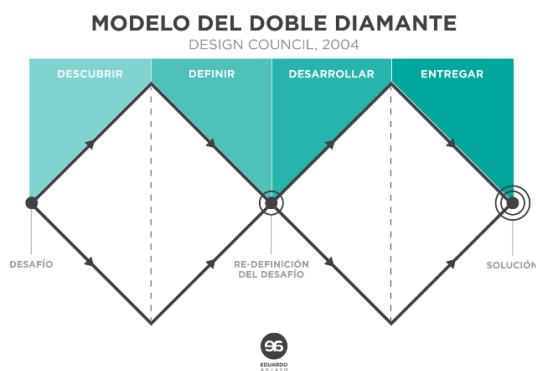 MODELO DEL DOBLE DIAMANTE
DESIGN COUNCIL, 2004
DESCUBRIR
DEFINIR
DESARROLLAR
ENTREGAR
DESAFÍO
RE-DEFINICIÓN
DEL DESAFÍO
SOLUCIÓN
EDUARDO